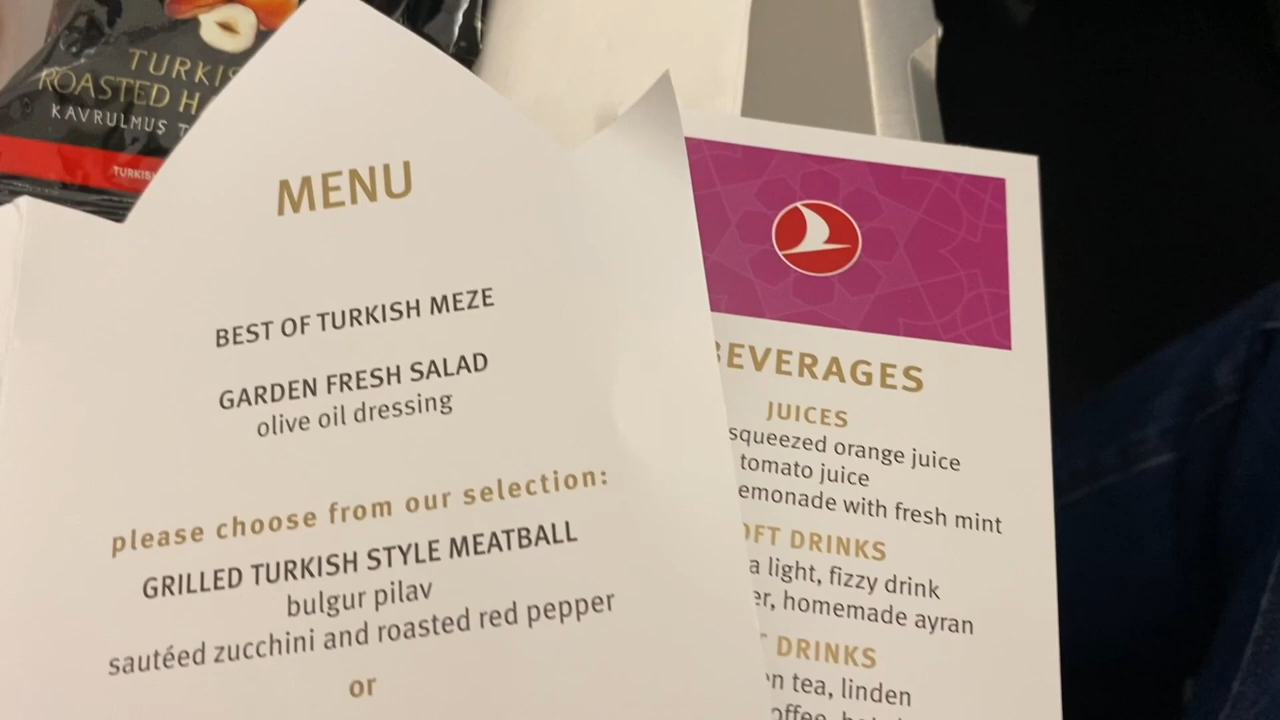 TURKIS
ROASTED H
KAVRULMUŞ T
TURKIS
MENU
BEST OF TURKISH MEZE
GARDEN FRESH SALAD
olive oil dressing
please choose from our selection:
GRILLED TURKISH STYLE MEATBALL
bulgur pilav
sautéed zucchini and roasted red pepper
or
BEVERAGES
JUICES
squeezed orange juice
tomato juice
emonade with fresh mint
OFT DRINKS
a light, fizzy drink
er, homemade ayran
T DRINKS
n tea, linden
offee,